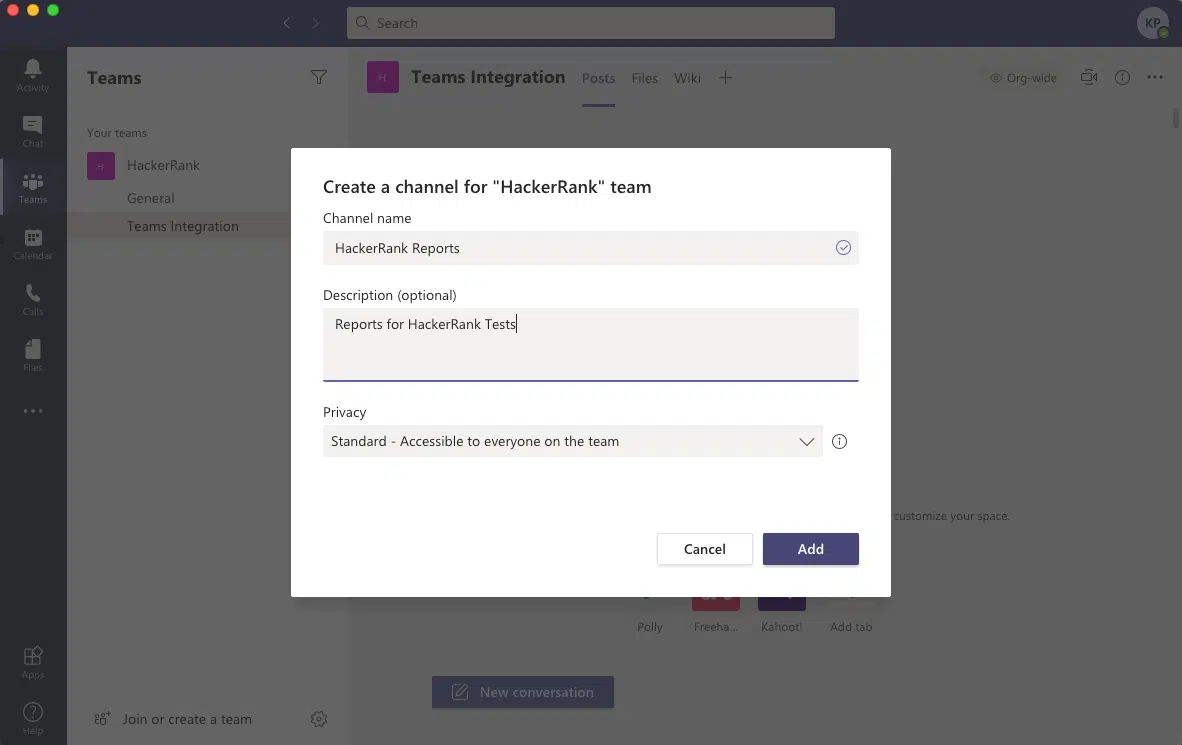 Search
KP
Activity
Chat
Teams
Calendar
Calls
Files
Apps
Help
Teams
Your teams
H HackerRank
General
Teams Integration
Join or create a team
H Teams Integration Posts Files Wiki
Org-wide
Create a channel for "HackerRank" team
Channel name
HackerRank Reports
Description (optional)
Reports for HackerRank Tests
Privacy
Standard - Accessible to everyone on the team
Cancel Add
customize your space.
Polly Freeha... Kahoot! Add tab
New conversation